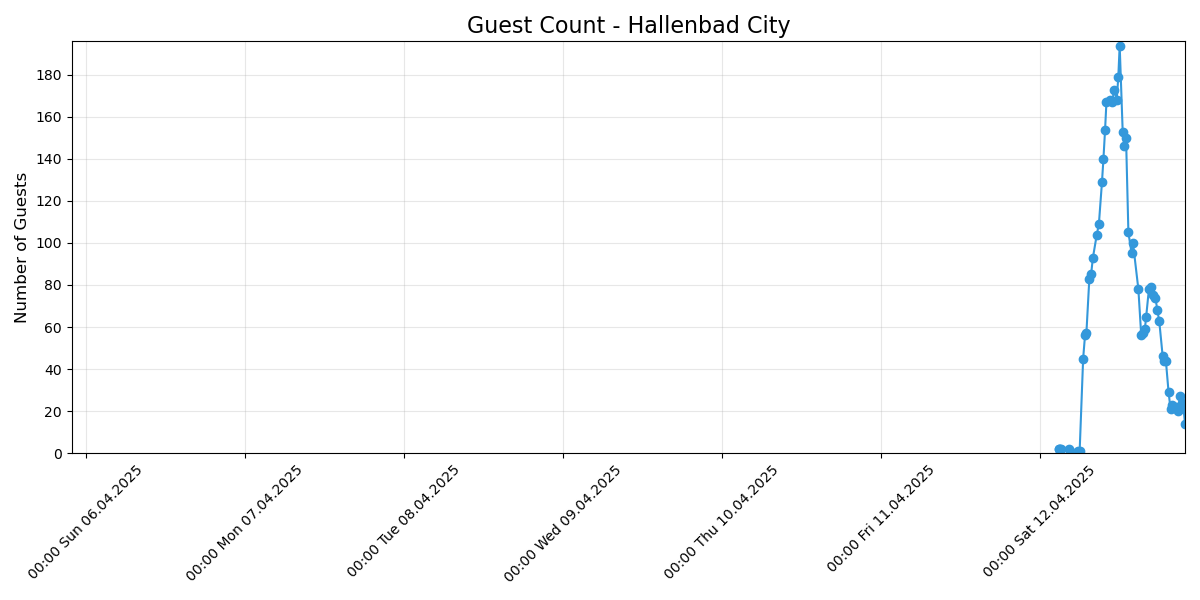 Guest Count - Hallenbad City
Number of Guests
180
160
140
120
100
80
60
40
20
0
00:00 Sun 06.04.2025
00:00 Mon 07.04.2025
00:00 Tue 08.04.2025
00:00 Wed 09.04.2025
00:00 Thu 10.04.2025
00:00 Fri 11.04.2025
00:00 Sat 12.04.2025